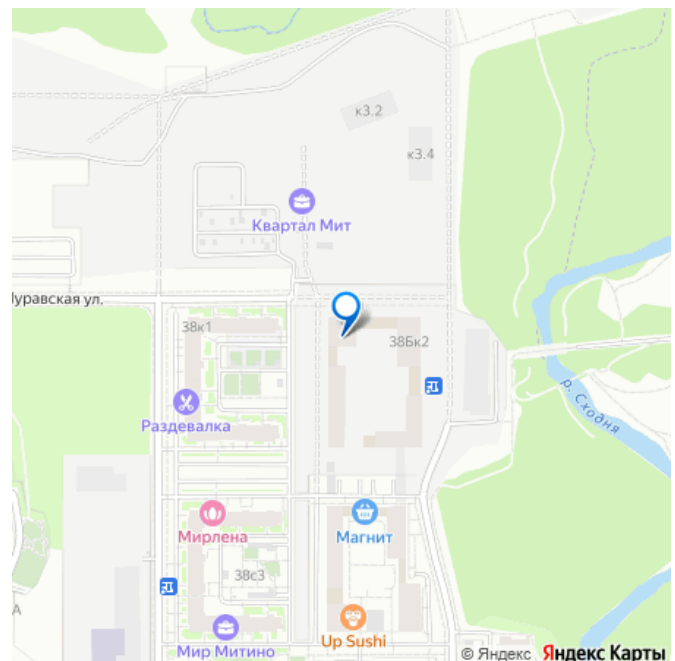 к3.2
к3.4
Квартал Мит
Муравская ул.
38к1
38Бк2
Раздевалка
р. Сходня
Мирлена
Магнит
38с3
А
Up Sushi
Мир Митино
© Яндекс Яндекс Карты